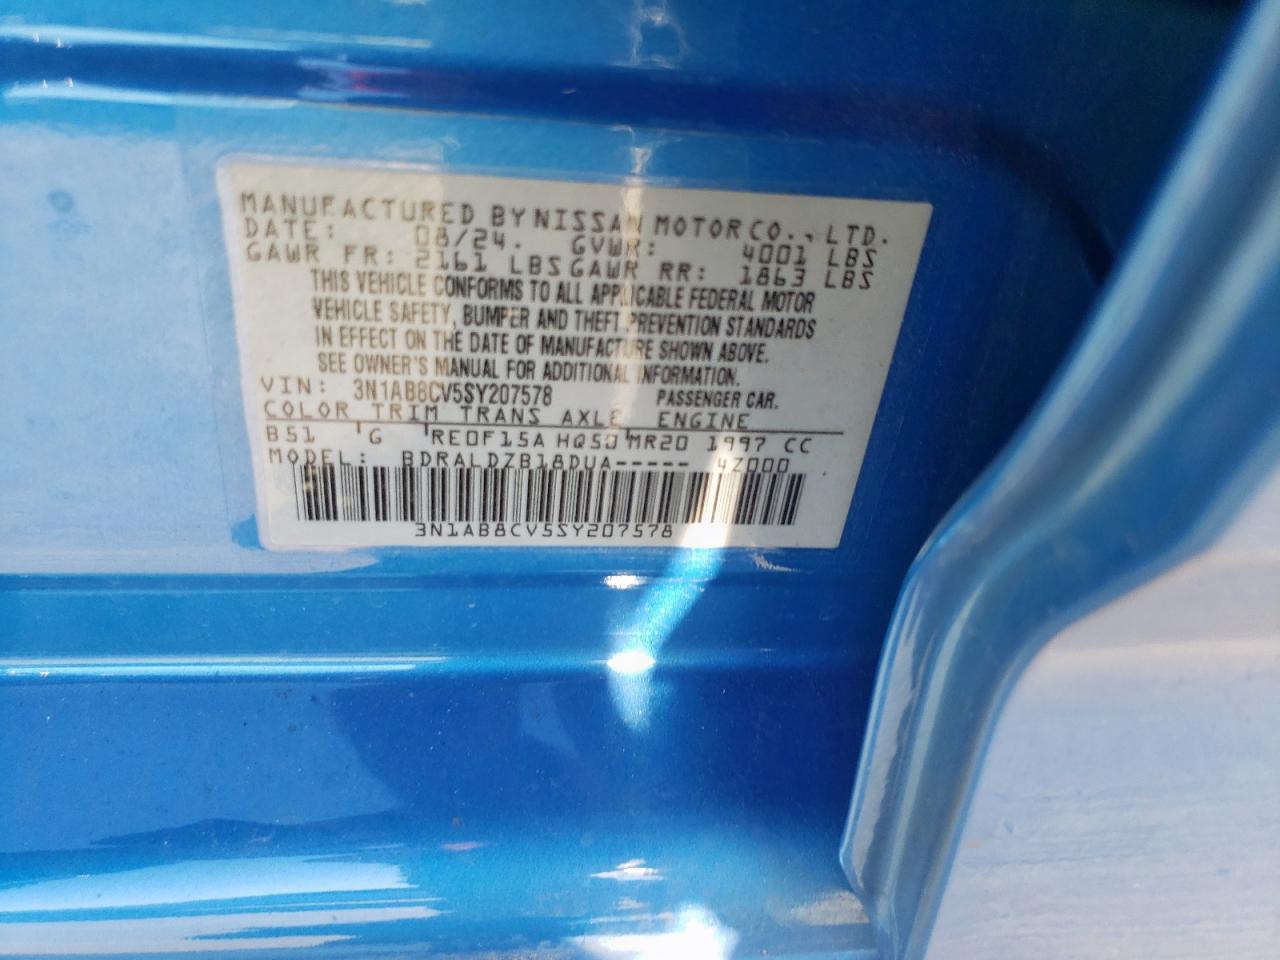 MANUFACTURED BY NISSAN MOTOR CO., LTD.
DATE: 08/24. GVWR: 4001 LBS
GAWR FR: 2161 LBS GAWR RR: 1863 LBS
THIS VEHICLE CONFORMS TO ALL APPLICABLE FEDERAL MOTOR
VEHICLE SAFETY, BUMPER AND THEFT PREVENTION STANDARDS
IN EFFECT ON THE DATE OF MANUFACTURE SHOWN ABOVE.
SEE OWNER'S MANUAL FOR ADDITIONAL INFORMATION.
VIN: 3N1AB8CV5SY207578 PASSENGER CAR.
COLOR TRIM TRANS AXLE ENGINE
B51 G RE0F15A HQ50 MR20 1997 CC
MODEL: BDRALDZB18DUA----- 4Z000
3N1AB8CV5SY207578